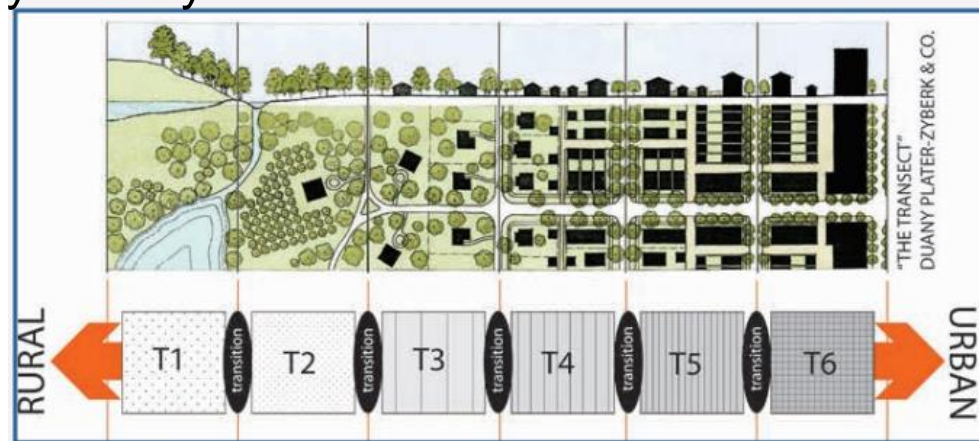 "THE TRANSECT"
DUANY PLATER-ZYBERK & CO.
RURAL
T1
transition
T2
transition
T3
transition
T4
transition
T5
transition
T6
URBAN